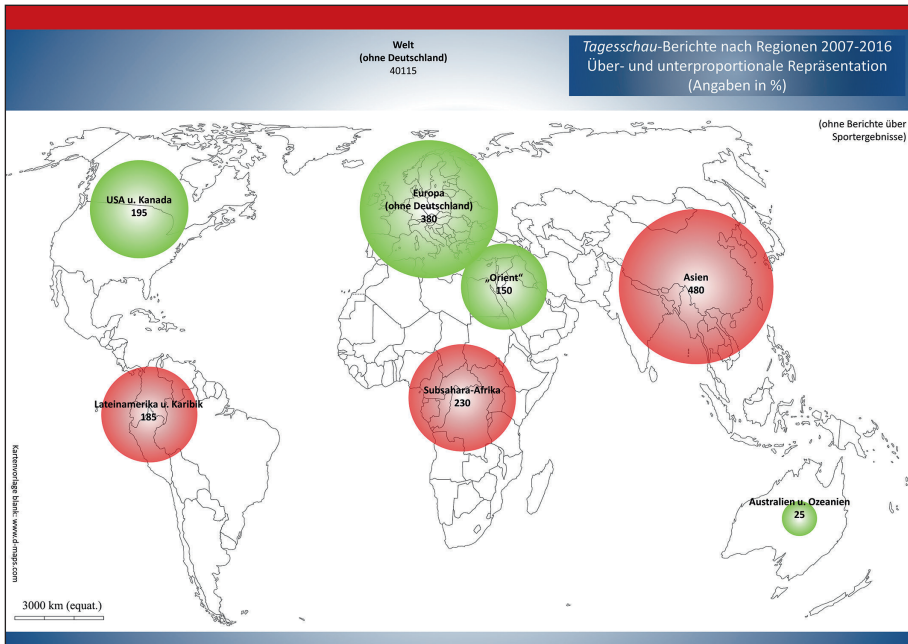 Welt
(ohne Deutschland)
40115
Tagesschau-Berichte nach Regionen 2007-2016
Über- und unterproportionale Repräsentation
(Angaben in %)
(ohne Berichte über
Sportergebnisse)
USA u. Kanada
195
Europa
(ohne Deutschland)
380
„Orient“
150
Asien
480
Lateinamerika u. Karibik
185
Subsahara-Afrika
230
Australien u. Ozeanien
25
Kartenvorlage blank: www.d-maps.com
3000 km (equat.)